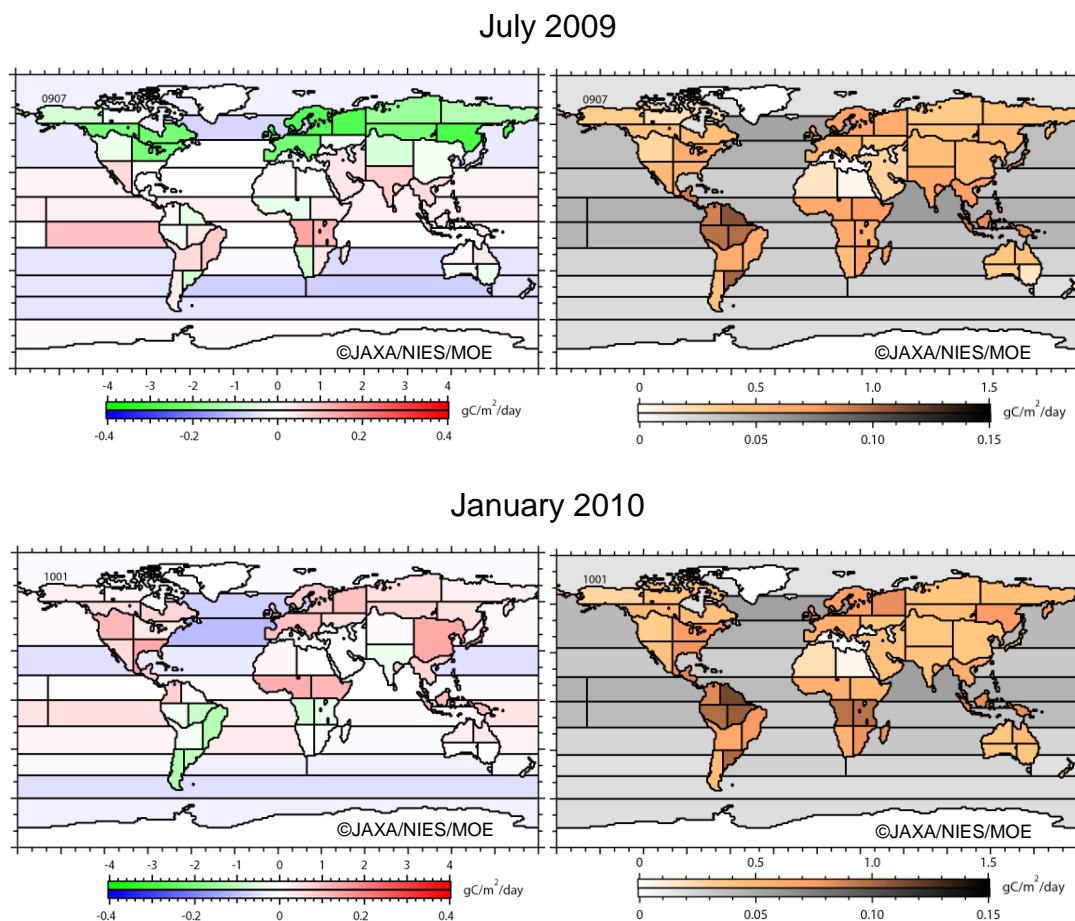 July 2009
0907
©JAXA/NIES/MOE
-4 -3 -2 -1 0 1 2 3 4
gC/m²/day
-0.4 -0.2 0 0.2 0.4
0907
©JAXA/NIES/MOE
0 0.5 1.0 1.5
gC/m²/day
0 0.05 0.10 0.15
January 2010
1001
©JAXA/NIES/MOE
-4 -3 -2 -1 0 1 2 3 4
gC/m²/day
-0.4 -0.2 0 0.2 0.4
1001
©JAXA/NIES/MOE
0 0.5 1.0 1.5
gC/m²/day
0 0.05 0.10 0.15